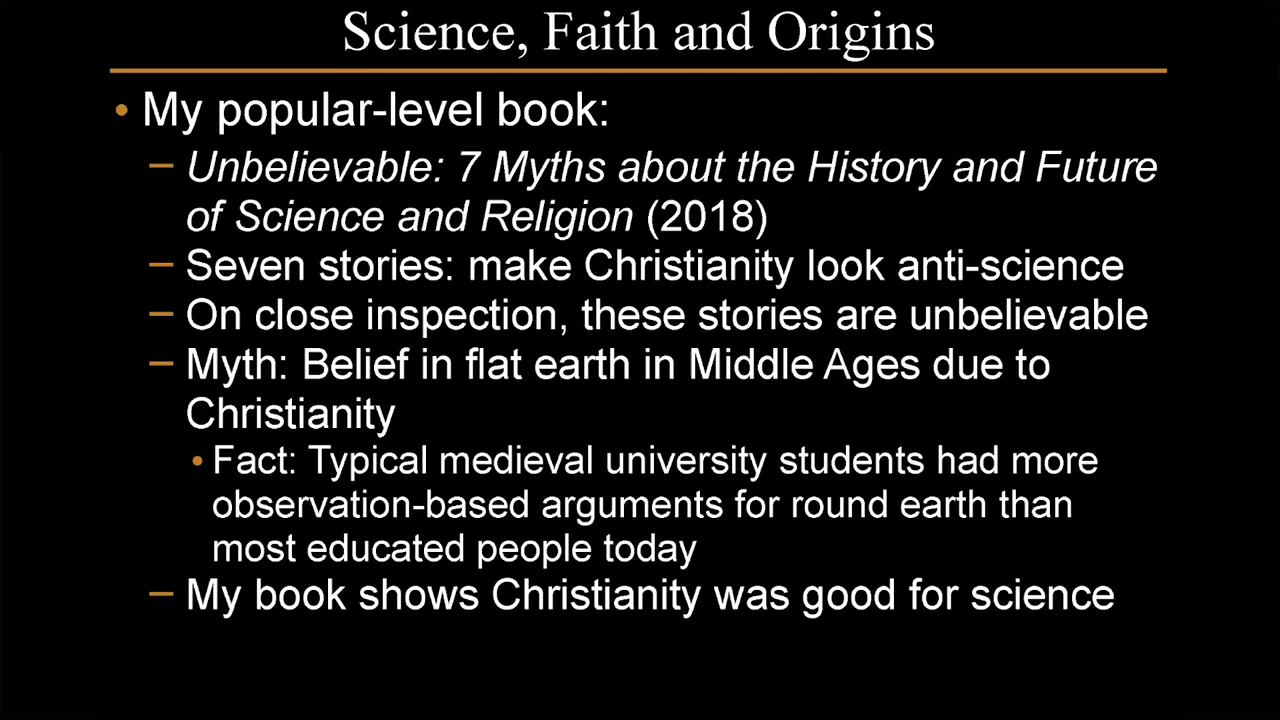 Science, Faith and Origins
• My popular-level book:
– Unbelievable: 7 Myths about the History and Future
of Science and Religion (2018)
– Seven stories: make Christianity look anti-science
– On close inspection, these stories are unbelievable
– Myth: Belief in flat earth in Middle Ages due to
Christianity
• Fact: Typical medieval university students had more
observation-based arguments for round earth than
most educated people today
– My book shows Christianity was good for science